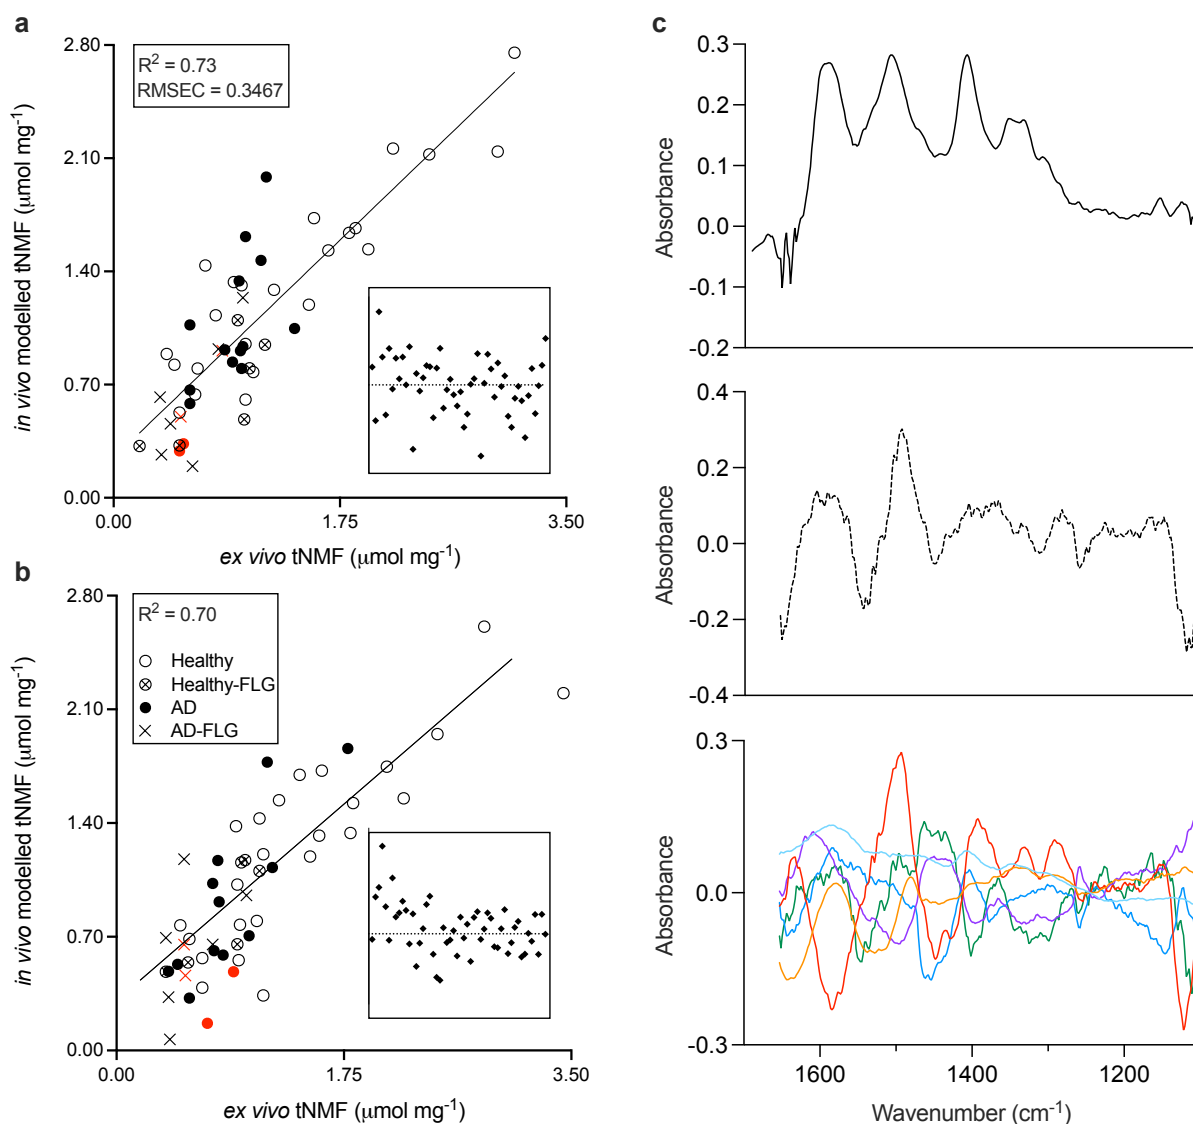 a
2.80
2.10
1.40
0.70
0.00
R² = 0.73
RMSEC = 0.3467
in vivo modelled tNMF (μmol mg⁻¹)
0.00 1.75 3.50
ex vivo tNMF (μmol mg⁻¹)
b
2.80
2.10
1.40
0.70
0.00
R² = 0.70
Healthy
Healthy-FLG
AD
AD-FLG
in vivo modelled tNMF (μmol mg⁻¹)
0.00 1.75 3.50
ex vivo tNMF (μmol mg⁻¹)
c
0.3
0.2
0.1
0.0
-0.1
-0.2
Absorbance
0.4
0.2
0.0
-0.2
-0.4
Absorbance
0.3
0.0
-0.3
Absorbance
1600 1400 1200
Wavenumber (cm⁻¹)